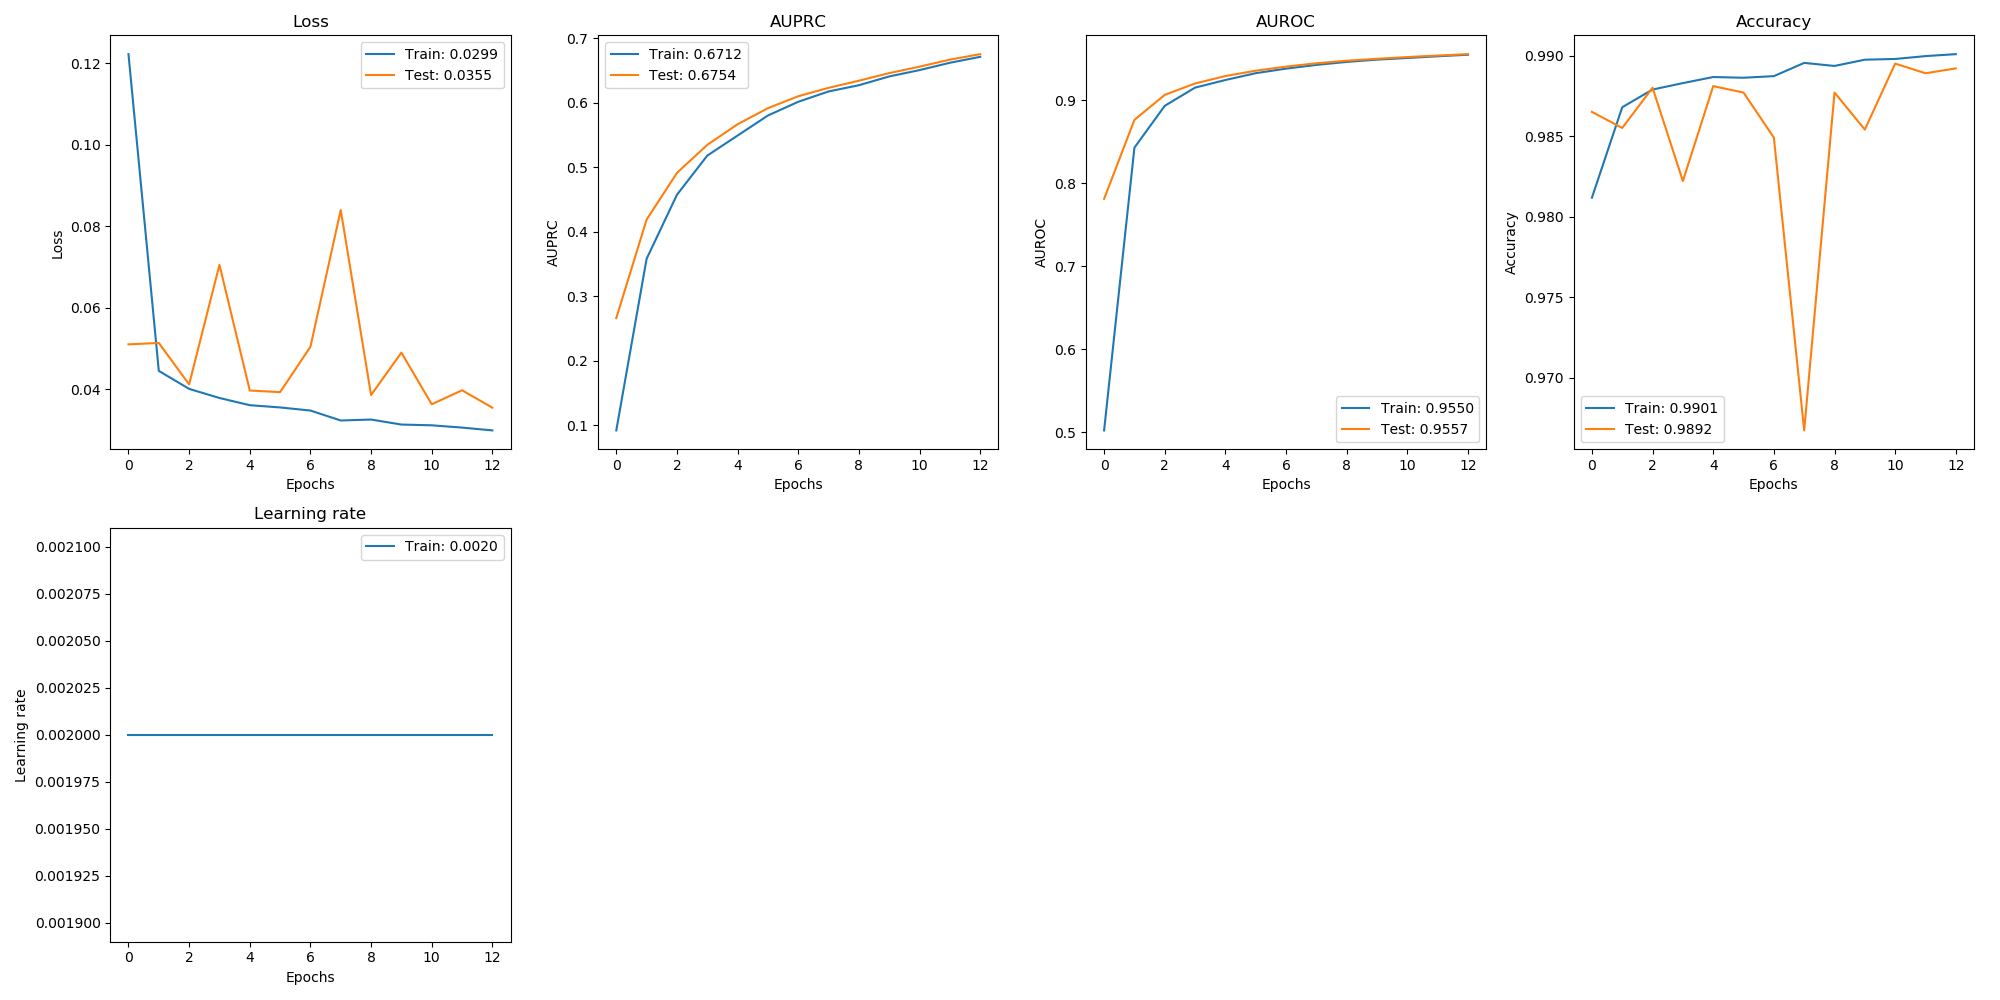 Loss
0.12
0.10
0.08
0.06
0.04
Loss
Train: 0.0299
Test: 0.0355
0 2 4 6 8 10 12
Epochs
AUPRC
0.7
0.6
0.5
0.4
0.3
0.2
0.1
AUPRC
Train: 0.6712
Test: 0.6754
0 2 4 6 8 10 12
Epochs
AUROC
0.9
0.8
0.7
0.6
0.5
AUROC
Train: 0.9550
Test: 0.9557
0 2 4 6 8 10 12
Epochs
Accuracy
0.990
0.985
0.980
0.975
0.970
Accuracy
Train: 0.9901
Test: 0.9892
0 2 4 6 8 10 12
Epochs
Learning rate
0.002100
0.002075
0.002050
0.002025
0.002000
0.001975
0.001950
0.001925
0.001900
Learning rate
Train: 0.0020
0 2 4 6 8 10 12
Epochs